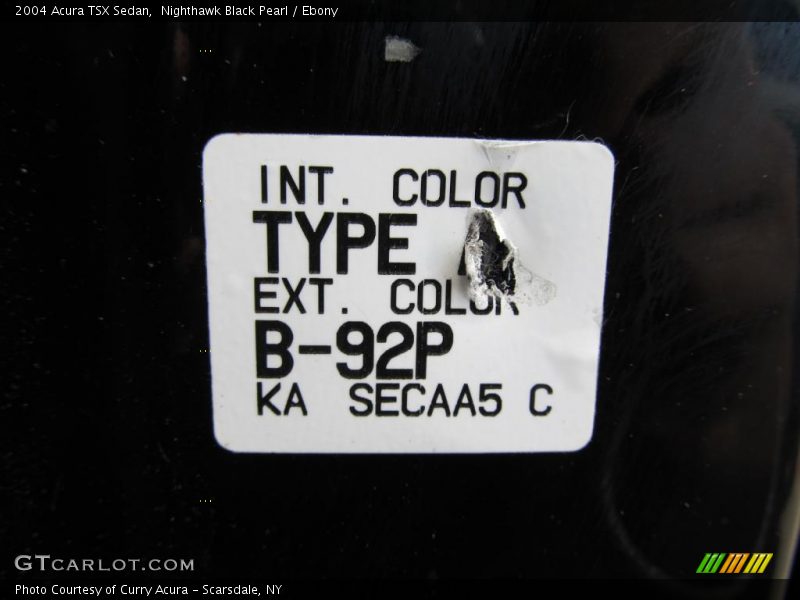 2004 Acura TSX Sedan,  Nighthawk Black Pearl / Ebony
INT. COLOR
TYPE
EXT. COLOR
B-92P
KA SECAA5 C
GTCARLOT.COM
Photo Courtesy of Curry Acura - Scarsdale, NY